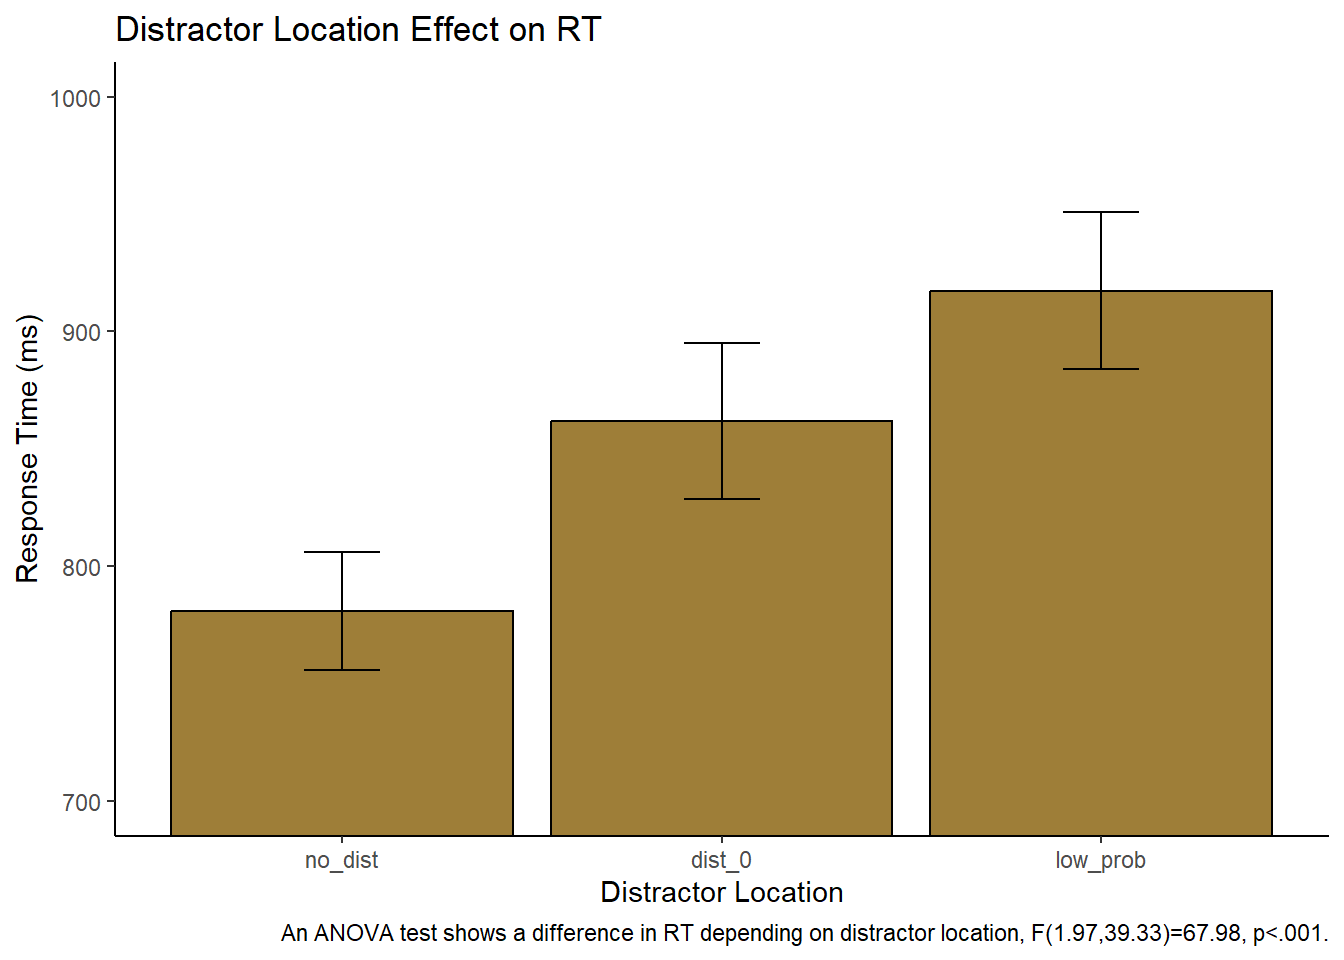 Distractor Location Effect on RT
1000
900
800
700
Response Time (ms)
no_dist
dist_0
low_prob
Distractor Location
An ANOVA test shows a difference in RT depending on distractor location, F(1.97,39.33)=67.98, p<.001.